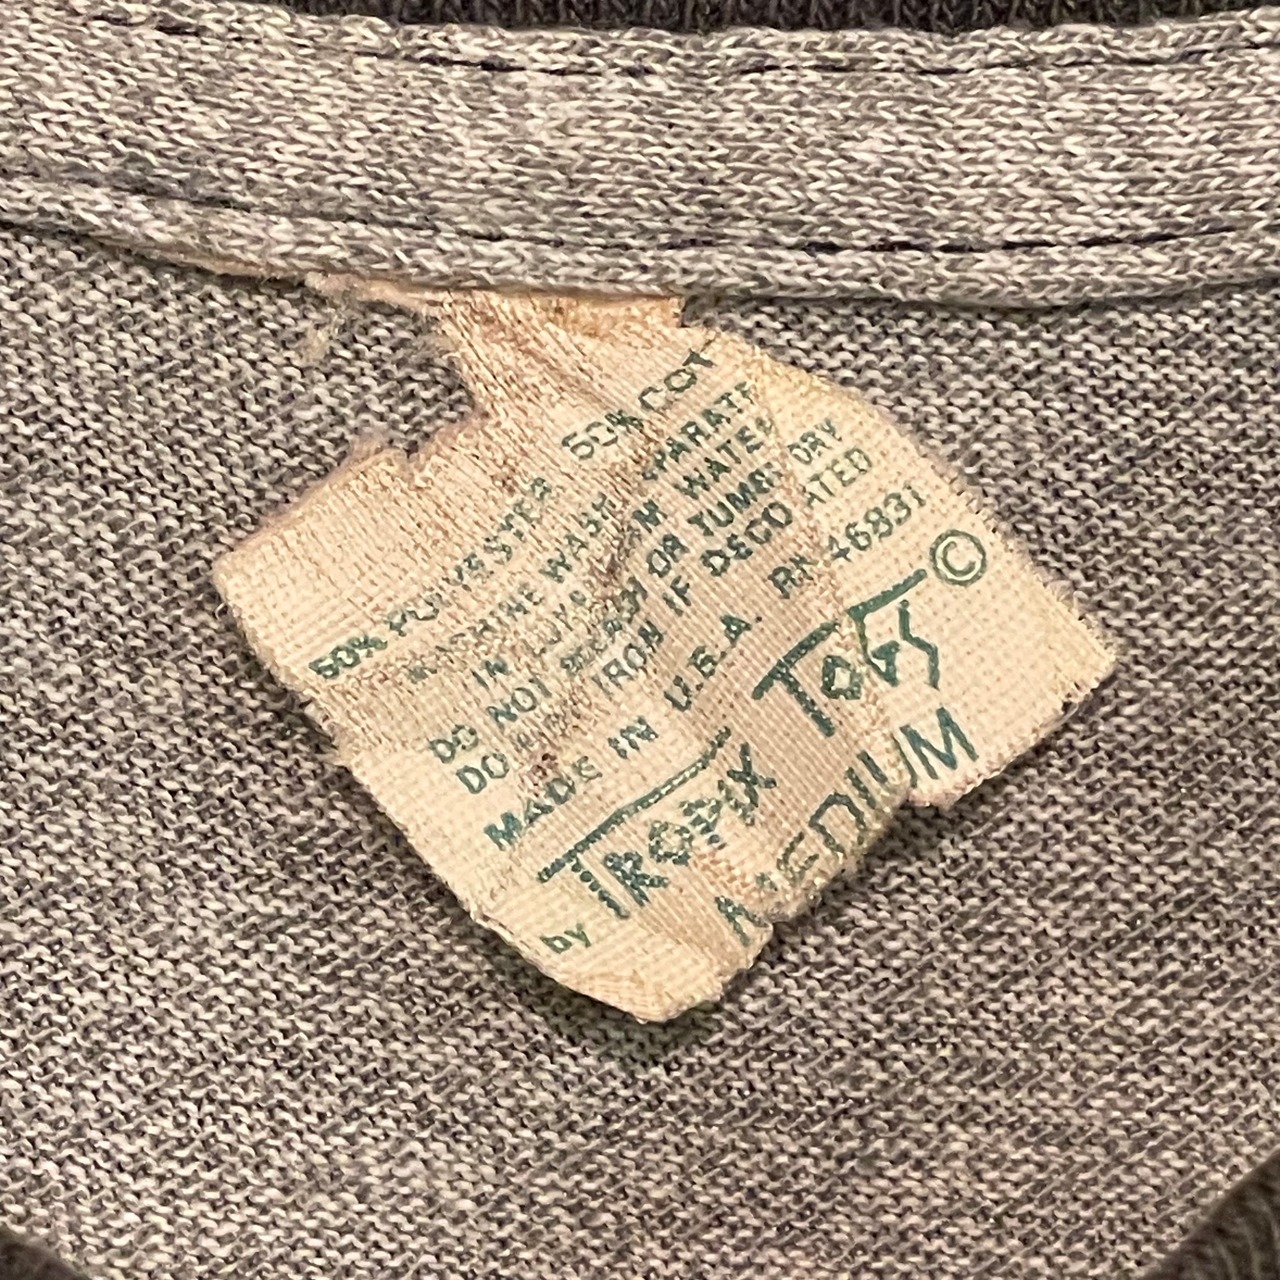 50% POLYESTER 50% COT
MACHINE WASH SEPARATE
IN LUKEWARM WATER
DO NOT BLEACH OR TUMBLE DRY
DO NOT IRON IF DECORATED
MADE IN U.S.A. RN 46831
by TROPIX TOGS ©
MEDIUM